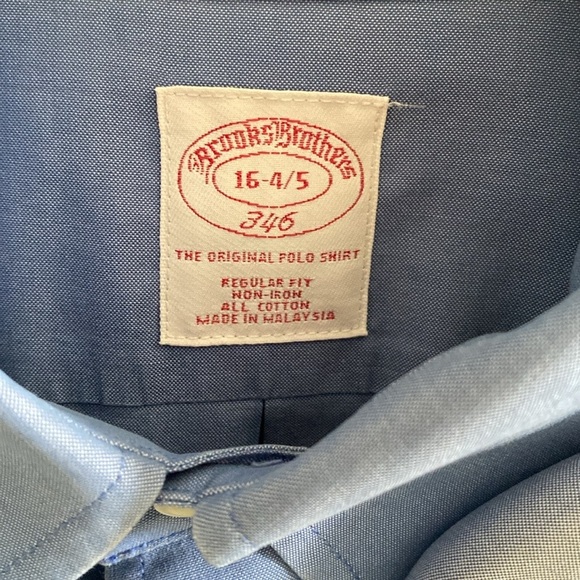 Brooks Brothers
16-4/5
346
THE ORIGINAL POLO SHIRT
REGULAR FIT
NON-IRON
ALL COTTON
MADE IN MALAYSIA